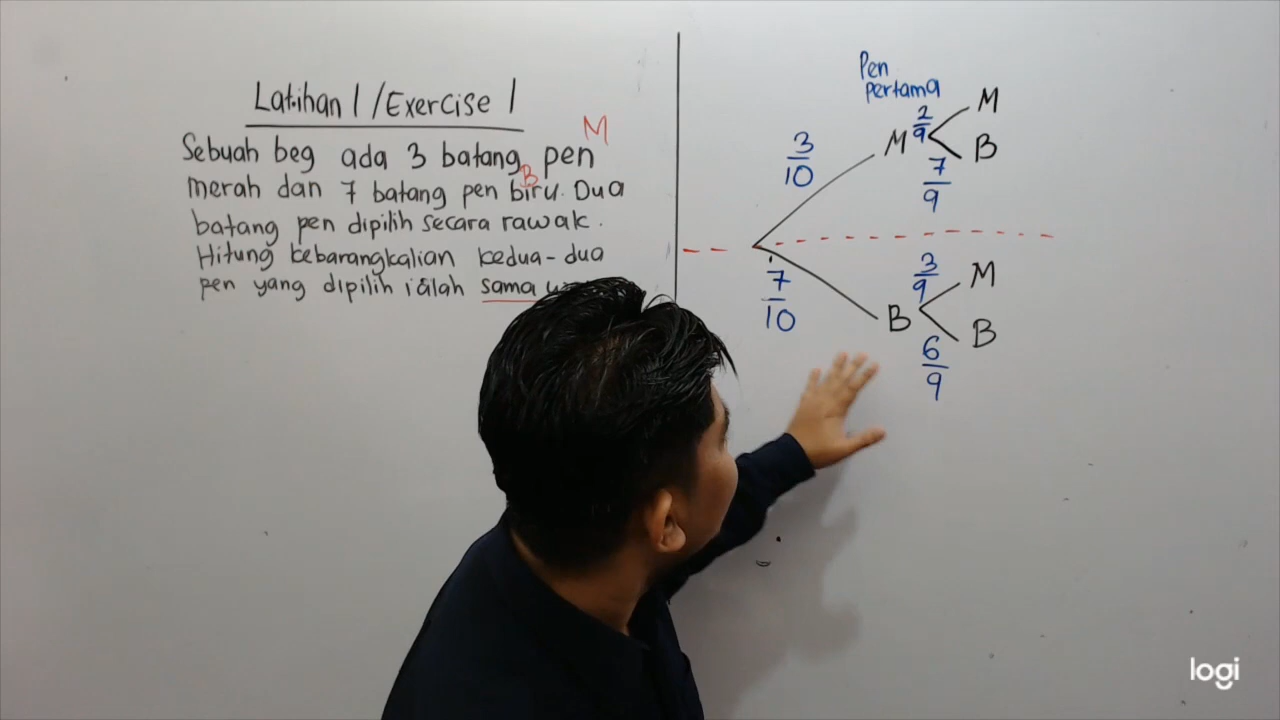 Latihan 1 / Exercise 1
M
Sebuah beg ada 3 batang pen
B
merah dan 7 batang pen biru. Dua
batang pen dipilih secara rawak.
Hitung kebarangkalian kedua-dua
pen yang dipilih ialah sama
Pen
pertama
3/10
M
2/9
M
7/9
B
7/10
B
3/9
M
6/9
B
logi